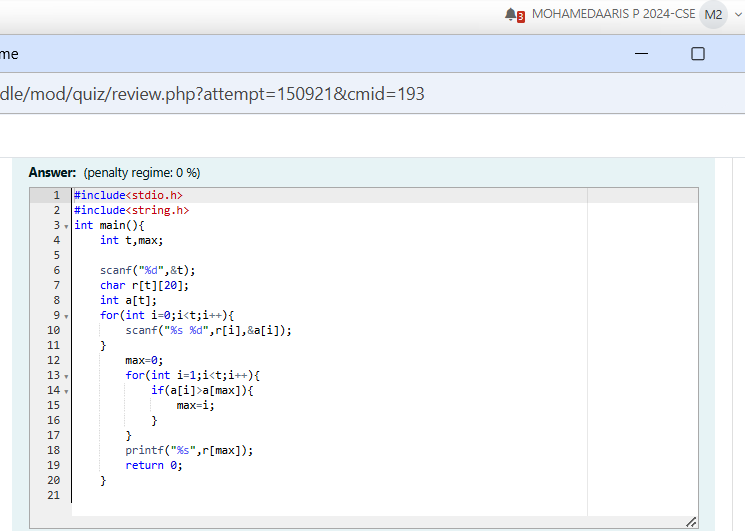 3 MOHAMEDAARIS P 2024-CSE M2
me
dle/mod/quiz/review.php?attempt=150921&cmid=193
Answer: (penalty regime: 0 %)
1 #include<stdio.h>
2 #include<string.h>
3 int main(){
4     int t,max;
5
6     scanf("%d",&t);
7     char r[t][20];
8     int a[t];
9     for(int i=0;i<t;i++){
10         scanf("%s %d",r[i],&a[i]);
11     }
12         max=0;
13         for(int i=1;i<t;i++){
14             if(a[i]>a[max]){
15                 max=i;
16             }
17         }
18         printf("%s",r[max]);
19         return 0;
20     }
21